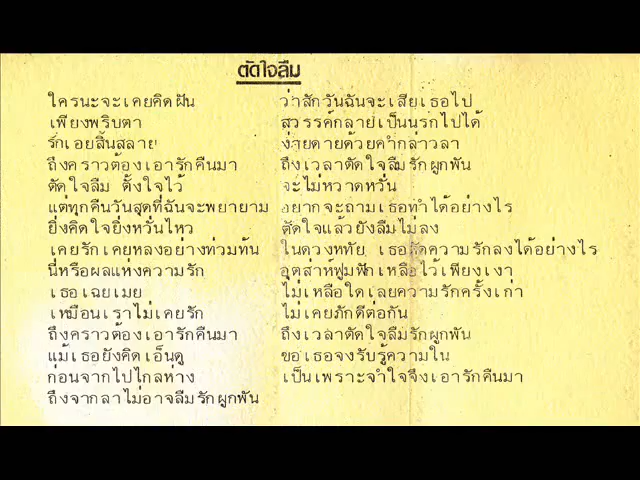 ตัดใจลืม
ใครนะจะเคยคิดฝัน ว่าสักวันฉันจะเสียเธอไป
เพียงพริบตา สวรรค์กลายเป็นนรกไปได้
รักเอยสิ้นสลาย ง่ายดายด้วยคำกล่าวลา
ถึงคราวต้องเอารักคืนมา ถึงเวลาตัดใจลืมรักผูกพัน
ตัดใจลืม ตั้งใจไว้ จะไม่หวาดหวั่น
แต่ทุกคืนวันสุดที่ฉันจะพยายาม อยากจะถามเธอทำได้อย่างไร
ยิ่งคิดใจยิ่งหวั่นไหว ตัดใจแล้วยังลืมไม่ลง
เคยรักเคยหลงอย่างท่วมท้น ในดวงหทัย เธอตัดความรักลงได้อย่างไร
นี่หรือผลแห่งความรัก อุตส่าห์ฟูมฟักเหลือไว้เพียงเงา
เธอเฉยเมย ไม่เหลือใดเลยความรักครั้งเก่า
เหมือนเราไม่เคยรัก ไม่เคยภักดีต่อกัน
ถึงคราวต้องเอารักคืนมา ถึงเวลาตัดใจลืมรักผูกพัน
แม้เธอยังคิดเอ็นดู ขอเธอจงรับรู้ความใน
ก่อนจากไปไกลห่าง เป็นเพราะจำใจจึงเอารักคืนมา
ถึงจากลาไม่อาจลืมรักผูกพัน